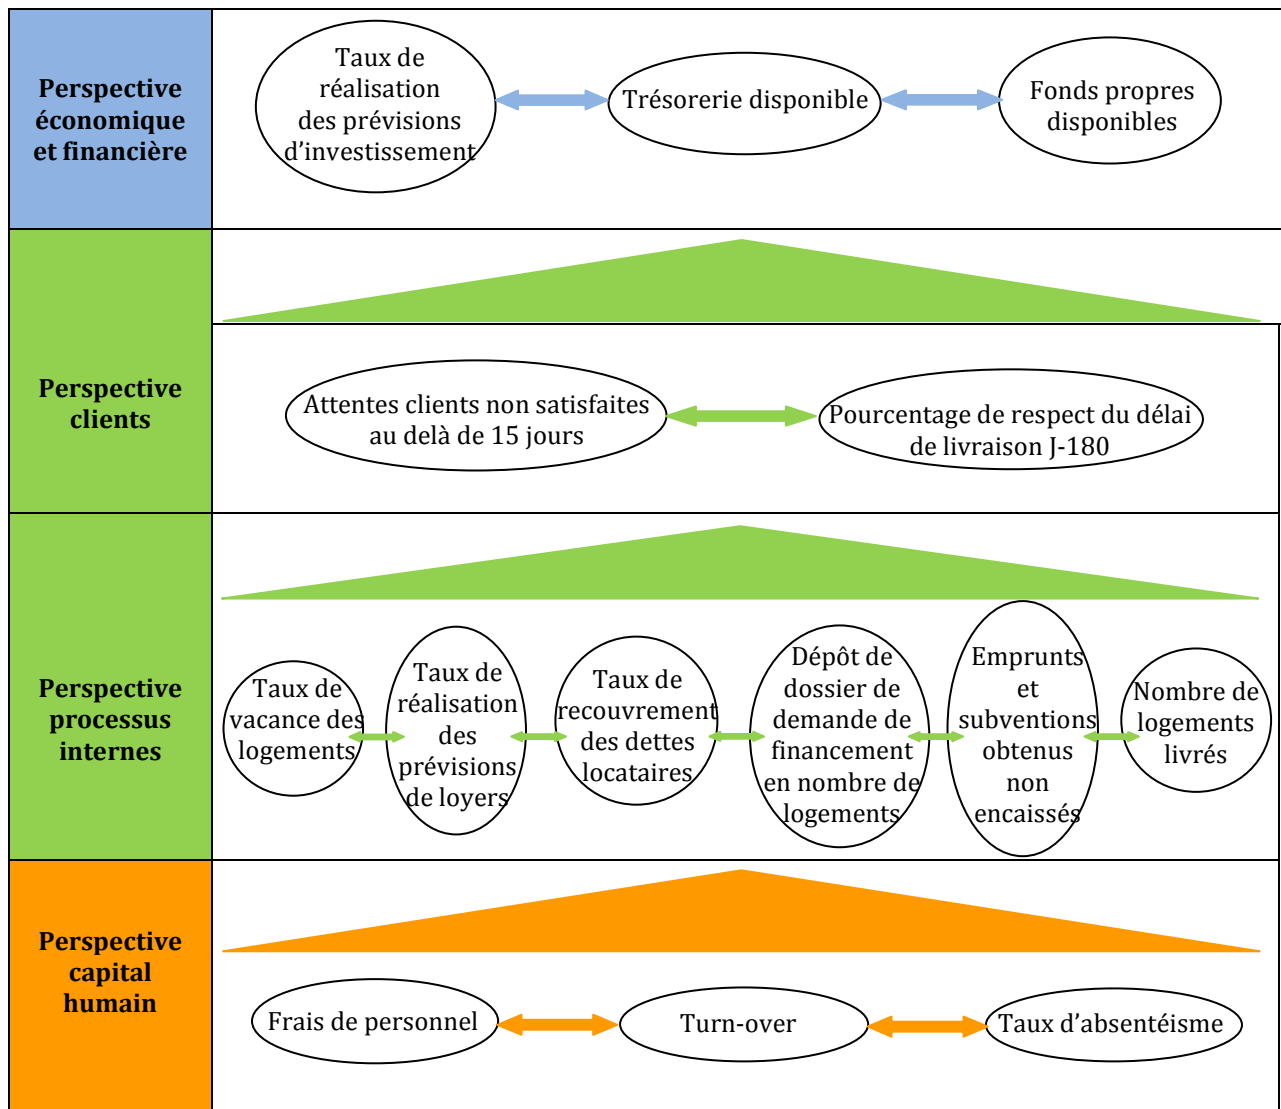 Perspective
économique
et financière
Taux de
réalisation
des prévisions
d’investissement
Trésorerie disponible
Fonds propres
disponibles
Perspective
clients
Attentes clients non satisfaites
au delà de 15 jours
Pourcentage de respect du délai
de livraison J-180
Perspective
processus
internes
Taux de
vacance des
logements
Taux de
réalisation
des
prévisions
de loyers
Taux de
recouvrement
des dettes
locataires
Dépôt de
dossier de
demande de
financement
en nombre de
logements
Emprunts
et
subventions
obtenus
non
encaissés
Nombre de
logements
livrés
Perspective
capital
humain
Frais de personnel
Turn-over
Taux d’absentéisme